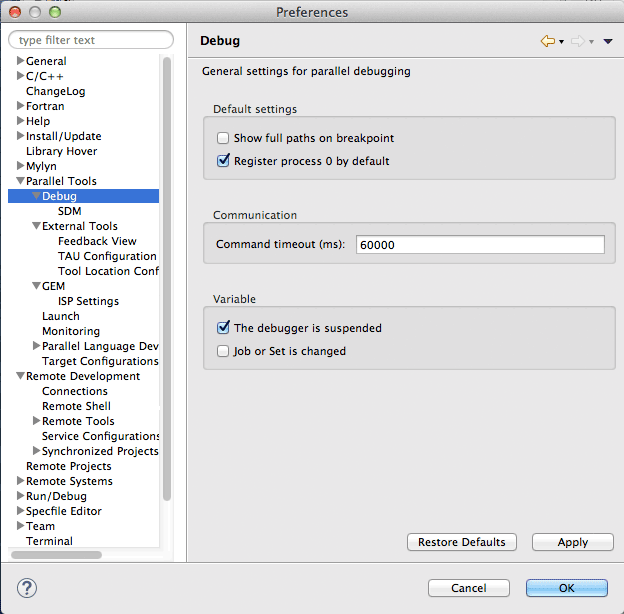 Preferences
type filter text
General
C/C++
ChangeLog
Fortran
Help
Install/Update
Library Hover
Mylyn
Parallel Tools
Debug
SDM
External Tools
Feedback View
TAU Configuration
Tool Location Conf
GEM
ISP Settings
Launch
Monitoring
Parallel Language Dev
Target Configurations
Remote Development
Connections
Remote Shell
Remote Tools
Service Configurations
Synchronized Projects
Remote Projects
Remote Systems
Run/Debug
Specfile Editor
Team
Terminal
Debug
General settings for parallel debugging
Default settings
Show full paths on breakpoint
Register process 0 by default
Communication
Command timeout (ms): 60000
Variable
The debugger is suspended
Job or Set is changed
Restore Defaults Apply
? Cancel OK